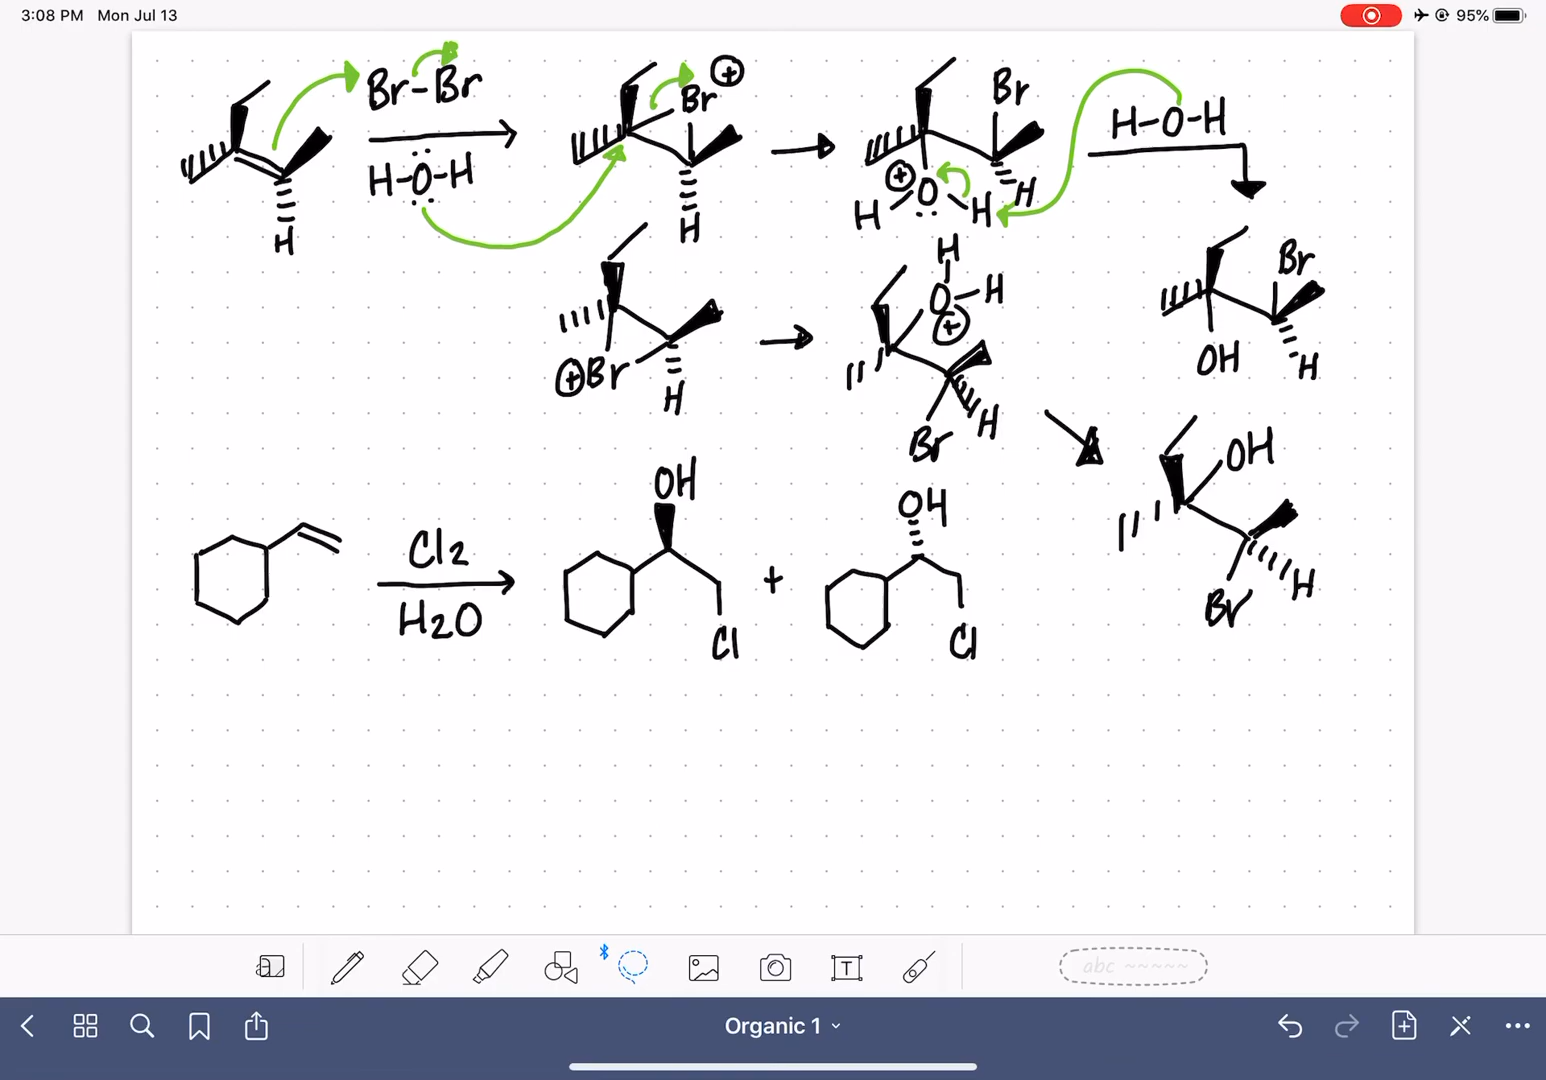 3:08 PM Mon Jul 13
95%
Br-Br
H-O-H
H
⊕
Br
H
Br
⊕
O
H
H
H
H-O-H
⊕Br
H
H
O-H
⊕
Br
H
Br
OH
H
OH
Br
H
Cl2
H2O
OH
Cl
+
OH
Cl
T
abc
Organic 1